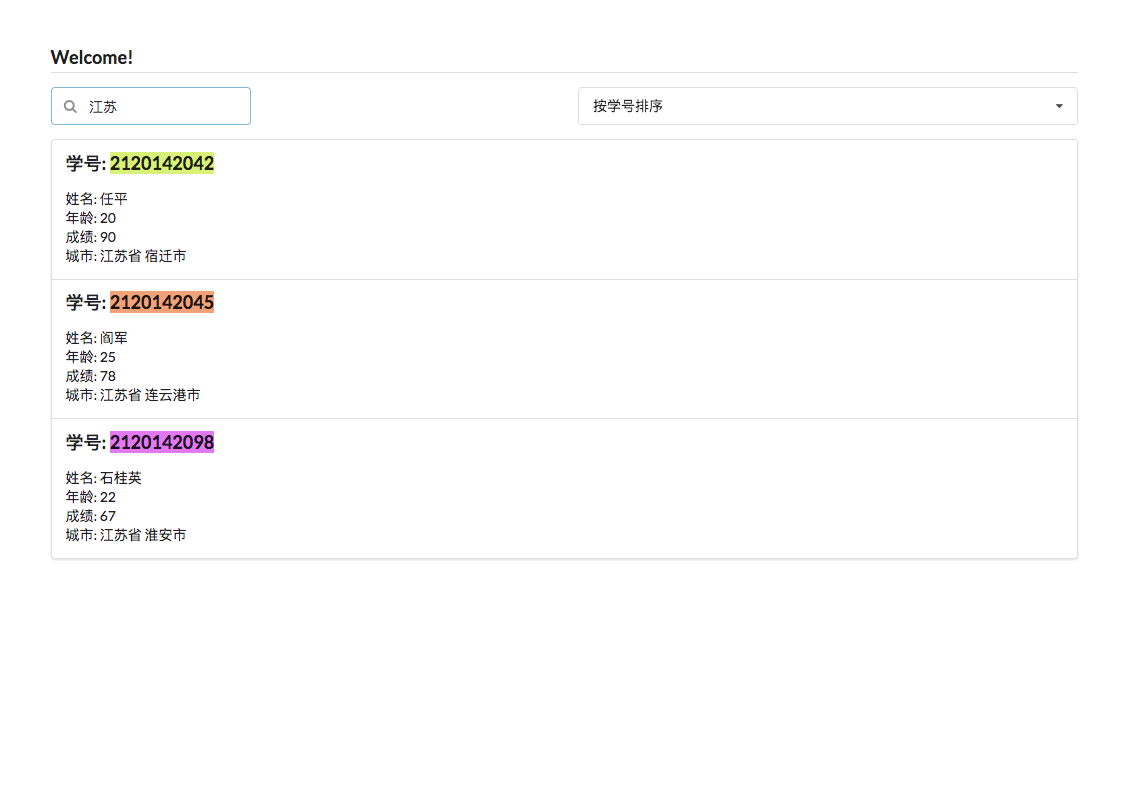 Welcome!
江苏
按学号排序
学号: 2120142042
姓名: 任平
年龄: 20
成绩: 90
城市: 江苏省 宿迁市
学号: 2120142045
姓名: 阎军
年龄: 25
成绩: 78
城市: 江苏省 连云港市
学号: 2120142098
姓名: 石桂英
年龄: 22
成绩: 67
城市: 江苏省 淮安市